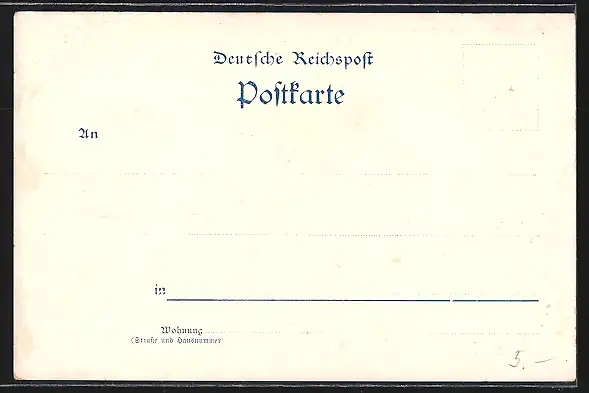 Deutsche Reichspost
Postkarte
An
in
Wohnung
(Straße und Hausnummer
5.–